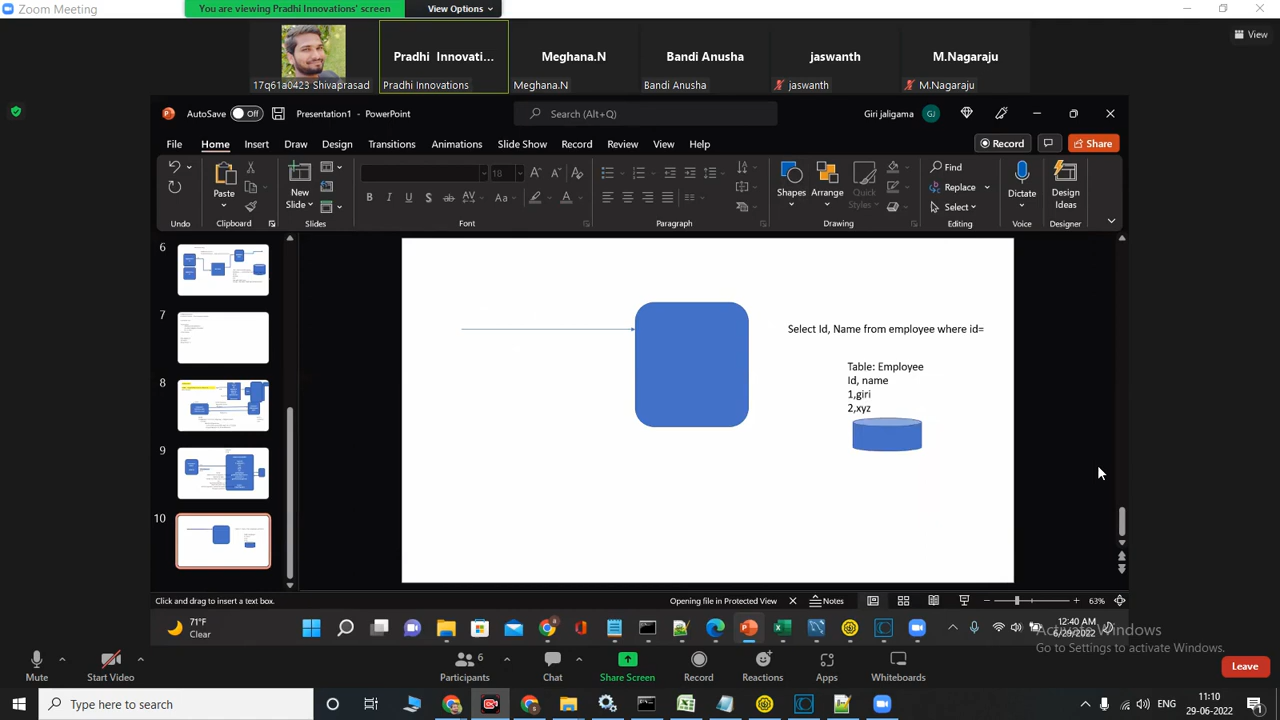 Zoom Meeting
You are viewing Pradhi Innovations' screen
View Options
View
17q61a0423 Shivaprasad
Pradhi Innovati...
Pradhi Innovations
Meghana.N
Meghana.N
Bandi Anusha
Bandi Anusha
jaswanth
jaswanth
M.Nagaraju
M.Nagaraju
AutoSave Off
Presentation1 - PowerPoint
Search (Alt+Q)
Giri jaligama GJ
File Home Insert Draw Design Transitions Animations Slide Show Record Review View Help
Record
Share
Undo
Paste
Clipboard
New
Slide
Slides
18
B I U S ab AV Aa A
Font
Paragraph
Shapes
Arrange
Quick
Styles
Drawing
Find
Replace
Select
Editing
Dictate
Voice
Design
Ideas
Designer
6
7
8
9
10
Select Id, Name from employee where id=
Table: Employee
Id, name
1,giri
2,xyz
Click and drag to insert a text box.
Opening file in Protected View
Notes
63%
71°F
Clear
12:40 AM
6/29/2022
Activate Windows
Go to Settings to activate Windows.
Mute
Start Video
6
Participants
Chat
Share Screen
Record
Reactions
Apps
Whiteboards
Leave
Type here to search
ENG
11:10
29-06-2022